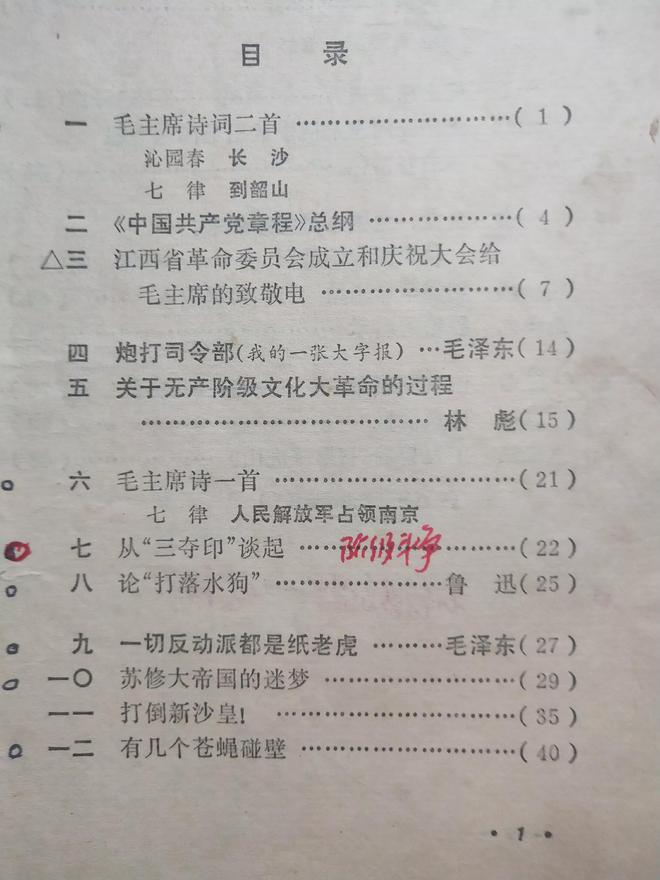 目 录
一 毛主席诗词二首 ……………………………( 1 )
沁园春 长 沙
七 律 到韶山
二 《中国共产党章程》总纲 …………………( 4 )
△三 江西省革命委员会成立和庆祝大会给
毛主席的致敬电 …………………………( 7 )
四 炮打司令部(我的一张大字报) …毛泽东(14)
五 关于无产阶级文化大革命的过程
……………………………… 林 彪(15)
六 毛主席诗一首 ……………………………(21)
七 律 人民解放军占领南京
七 从“三夺印”谈起 …………………………(22)
八 论“打落水狗” …………………鲁 迅(25)
九 一切反动派都是纸老虎 ………毛泽东(27)
一〇 苏修大帝国的迷梦 ………………………(29)
一一 打倒新沙皇! …………………………(35)
一二 有几个苍蝇碰壁 ………………………(40)
• 1 •